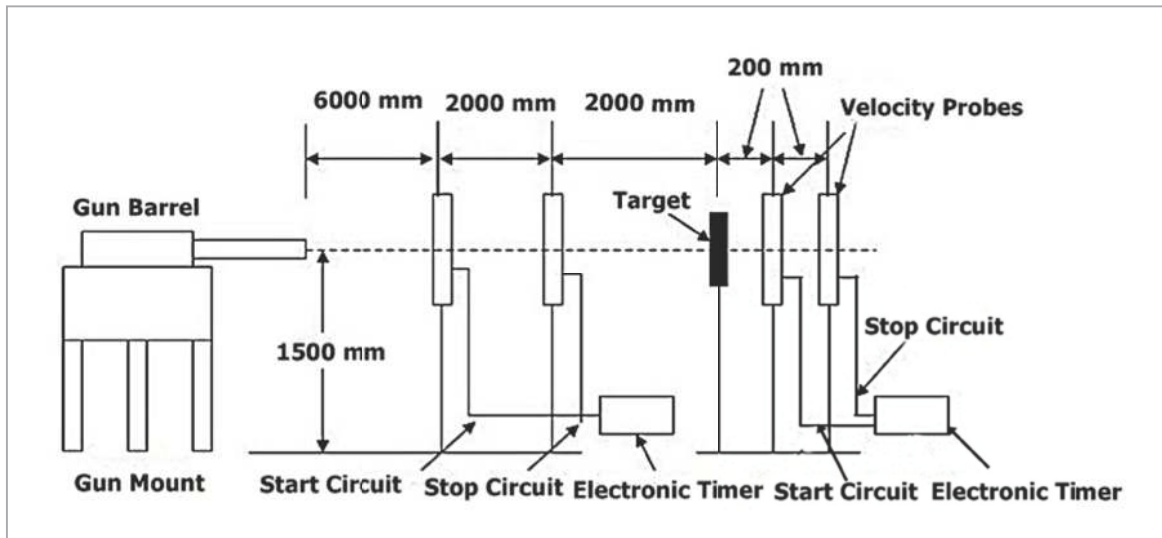 200 mm
6000 mm
2000 mm
2000 mm
Velocity Probes
Gun Barrel
Target
1500 mm
Stop Circuit
Gun Mount
Start Circuit
Stop Circuit
Electronic Timer
Start Circuit
Electronic Timer